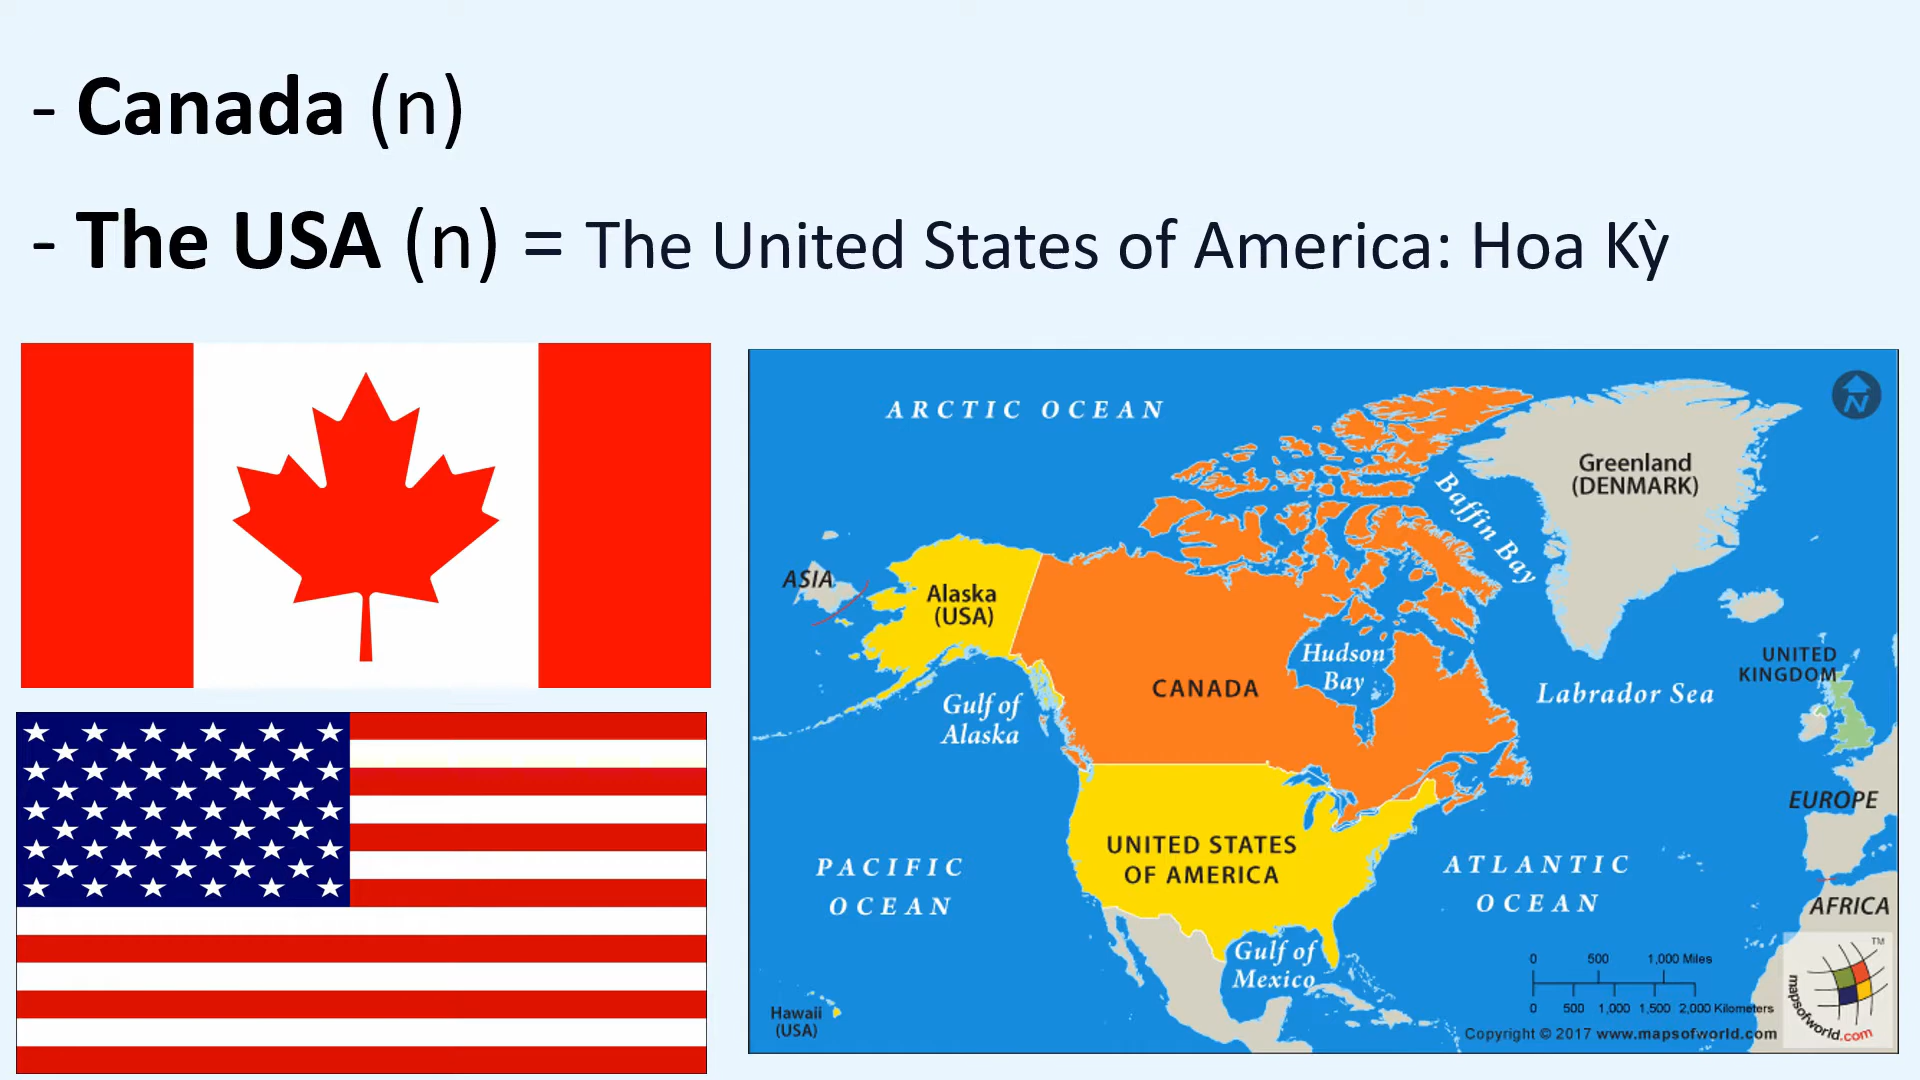 - Canada (n)
- The USA (n) = The United States of America: Hoa Kỳ
ARCTIC OCEAN
N
Greenland
(DENMARK)
Baffin Bay
ASIA
Alaska
(USA)
Hudson
Bay
UNITED
KINGDOM
CANADA
Labrador Sea
Gulf of
Alaska
EUROPE
UNITED STATES
OF AMERICA
PACIFIC
OCEAN
ATLANTIC
OCEAN
AFRICA
Gulf of
Mexico
0 500 1,000 Miles
0 500 1,000 1,500 2,000 Kilometers
Hawaii
(USA)
Copyright © 2017 www.mapsofworld.com
TM
mapsofworld.com